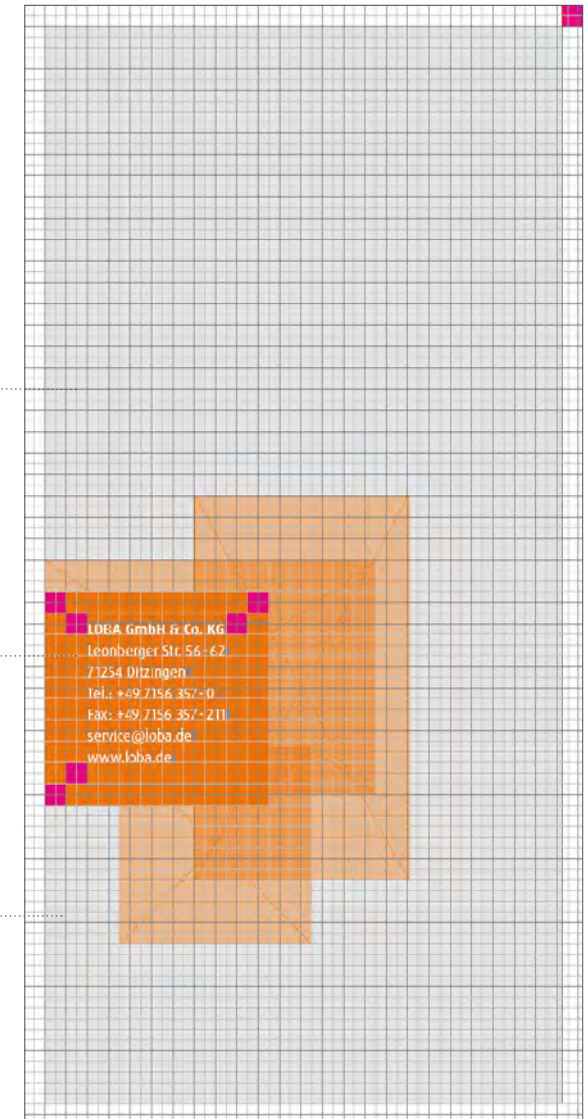 LOBA GmbH & Co. KG
Leonberger Str. 56-62
71254 Ditzingen
Tel.: +49 7156 357-0
Fax: +49 7156 357-211
service@loba.de
www.loba.de